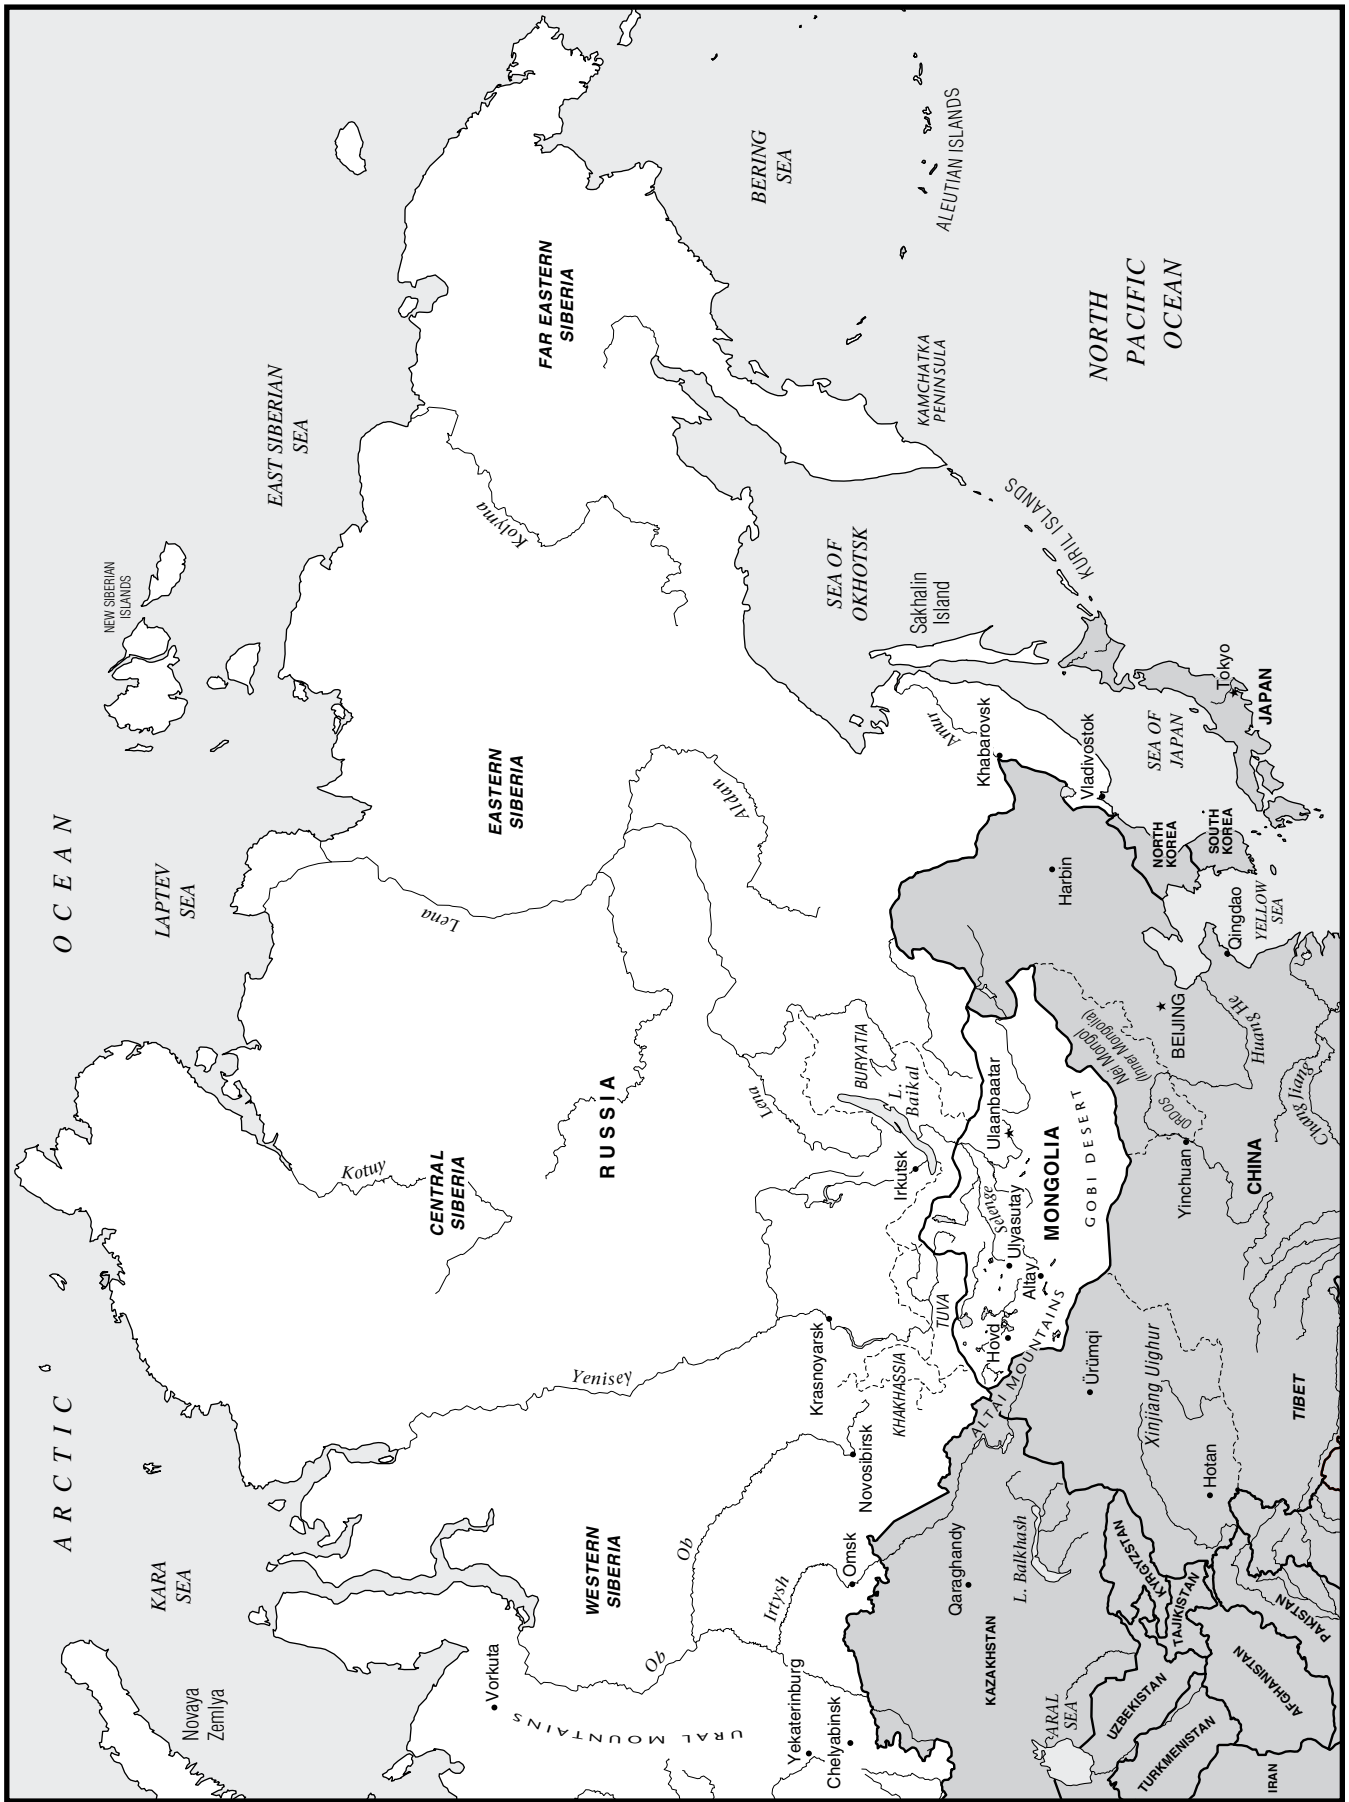 ARCTIC OCEAN
KARA
SEA
LAPTEV
SEA
EAST SIBERIAN
SEA
NEW SIBERIAN
ISLANDS
Novaya
Zemlya
BERING
SEA
ALEUTIAN ISLANDS
NORTH
PACIFIC
OCEAN
FAR EASTERN
SIBERIA
KAMCHATKA
PENINSULA
KURIL ISLANDS
SEA OF
OKHOTSK
Sakhalin
Island
Kolyma
EASTERN
SIBERIA
Lena
Aldan
Amur
Khabarovsk
Vladivostok
SEA OF
JAPAN
Tokyo
JAPAN
NORTH
KOREA
SOUTH
KOREA
YELLOW
SEA
Qingdao
Harbin
Kotuy
CENTRAL
SIBERIA
RUSSIA
Lena
BURYATIA
L.
Baikal
Irkutsk
Yenisey
Krasnoyarsk
KHAKHASSIA
TUVA
Novosibirsk
WESTERN
SIBERIA
Ob
Ob
Irtysh
Omsk
Vorkuta
URAL MOUNTAINS
Yekaterinburg
Chelyabinsk
Ulaanbaatar
Selenge
Ulyasutay
MONGOLIA
Altay
Hovd
GOBI DESERT
ALTAI MOUNTAINS
Nei Mongol
(Inner Mongolia)
BEIJING
Huang He
ORDOS
Yinchuan
CHINA
Chang Jiang
Ürümqi
Xinjiang Uighur
Hotan
TIBET
Qaraghandy
L. Balkhash
KAZAKHSTAN
ARAL
SEA
KYRGYZSTAN
TAJIKISTAN
UZBEKISTAN
TURKMENISTAN
AFGHANISTAN
PAKISTAN
IRAN